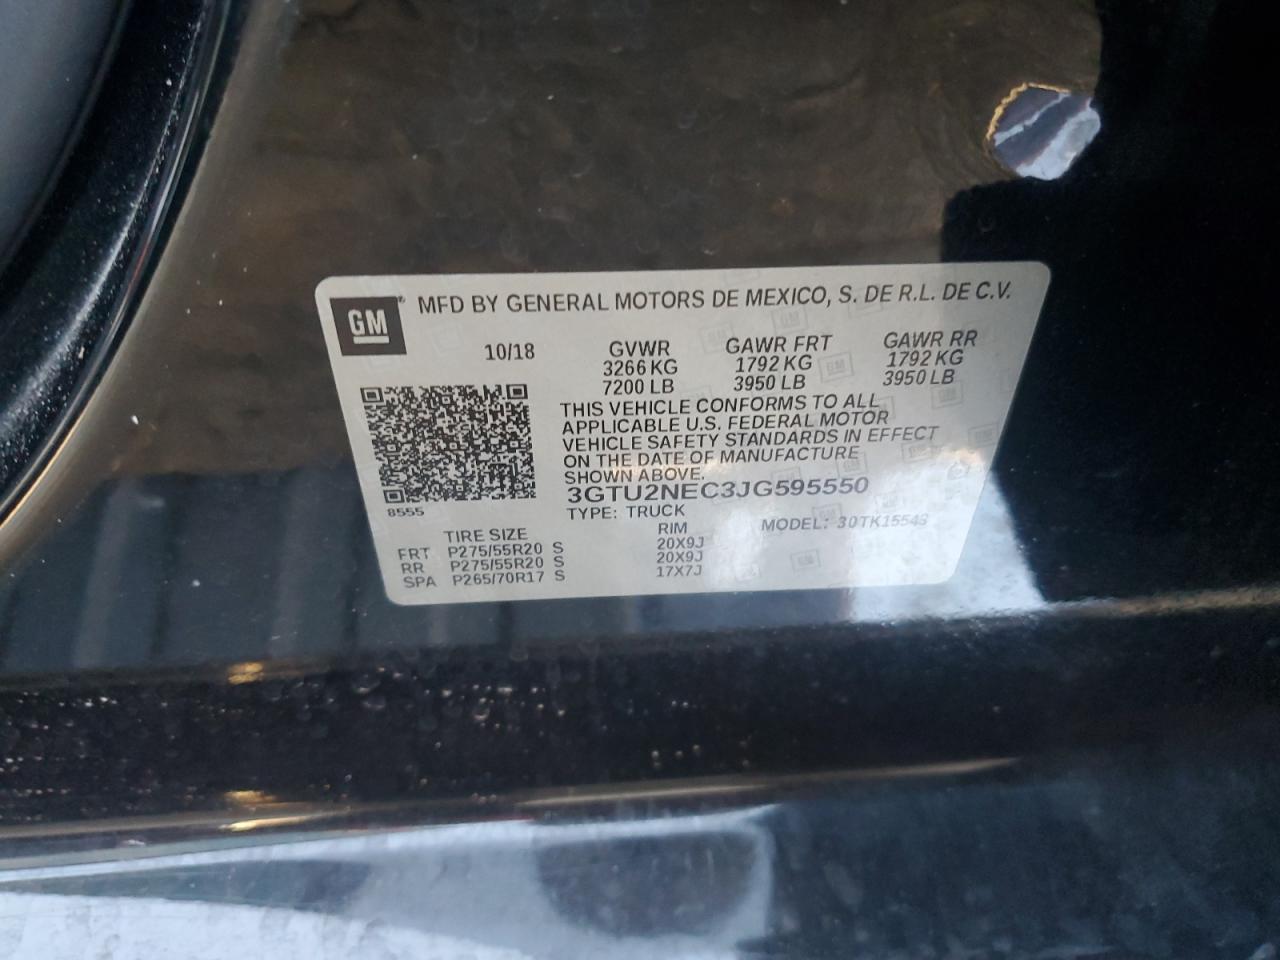 GM
MFD BY GENERAL MOTORS DE MEXICO, S. DE R.L. DE C.V.
10/18 GVWR GAWR FRT GAWR RR
3266 KG 1792 KG 1792 KG
7200 LB 3950 LB 3950 LB
THIS VEHICLE CONFORMS TO ALL
APPLICABLE U.S. FEDERAL MOTOR
VEHICLE SAFETY STANDARDS IN EFFECT
ON THE DATE OF MANUFACTURE
SHOWN ABOVE.
3GTU2NEC3JG595550
8555 TYPE: TRUCK MODEL: 30TK15543
TIRE SIZE RIM
FRT P275/55R20 S 20X9J
RR P275/55R20 S 20X9J
SPA P265/70R17 S 17X7J